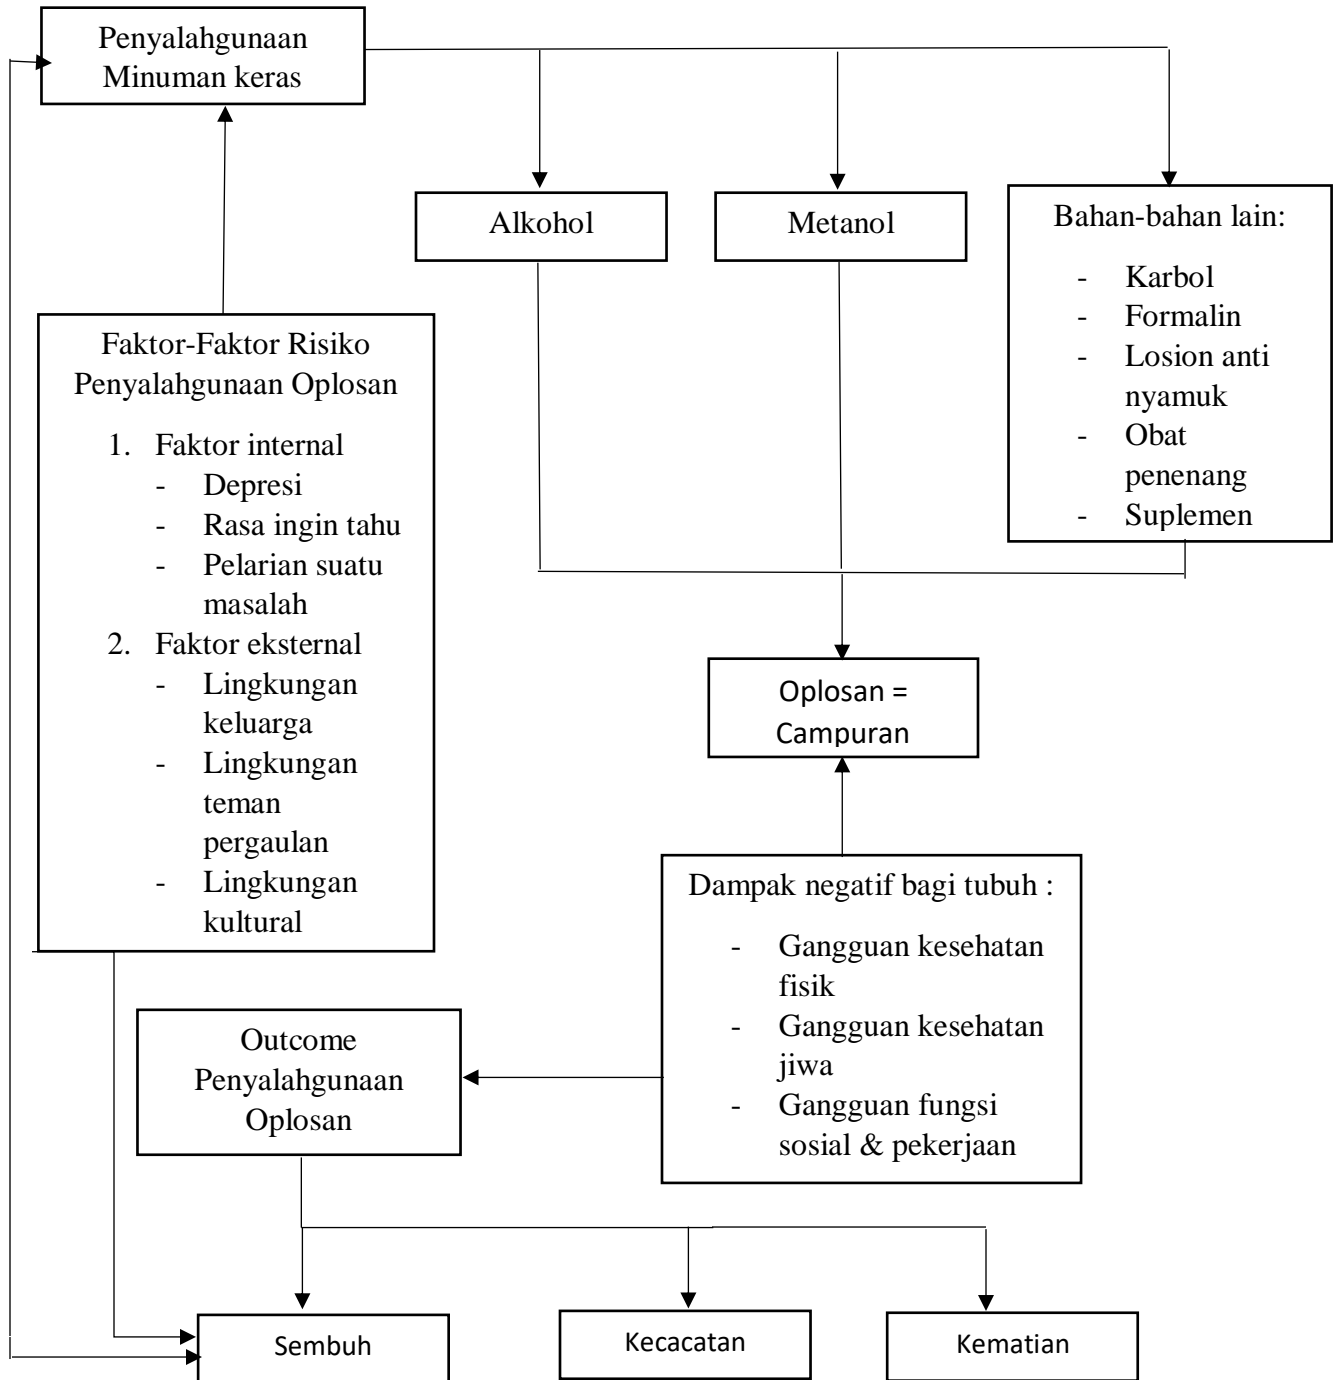 Penyalahgunaan
Minuman keras
Alkohol
Metanol
Bahan-bahan lain:
- Karbol
- Formalin
- Losion anti
nyamuk
- Obat
penenang
- Suplemen
Faktor-Faktor Risiko
Penyalahgunaan Oplosan
1. Faktor internal
- Depresi
- Rasa ingin tahu
- Pelarian suatu
masalah
2. Faktor eksternal
- Lingkungan
keluarga
- Lingkungan
teman
pergaulan
- Lingkungan
kultural
Oplosan =
Campuran
Dampak negatif bagi tubuh :
- Gangguan kesehatan
fisik
- Gangguan kesehatan
jiwa
- Gangguan fungsi
sosial & pekerjaan
Outcome
Penyalahgunaan
Oplosan
Sembuh
Kecacatan
Kematian